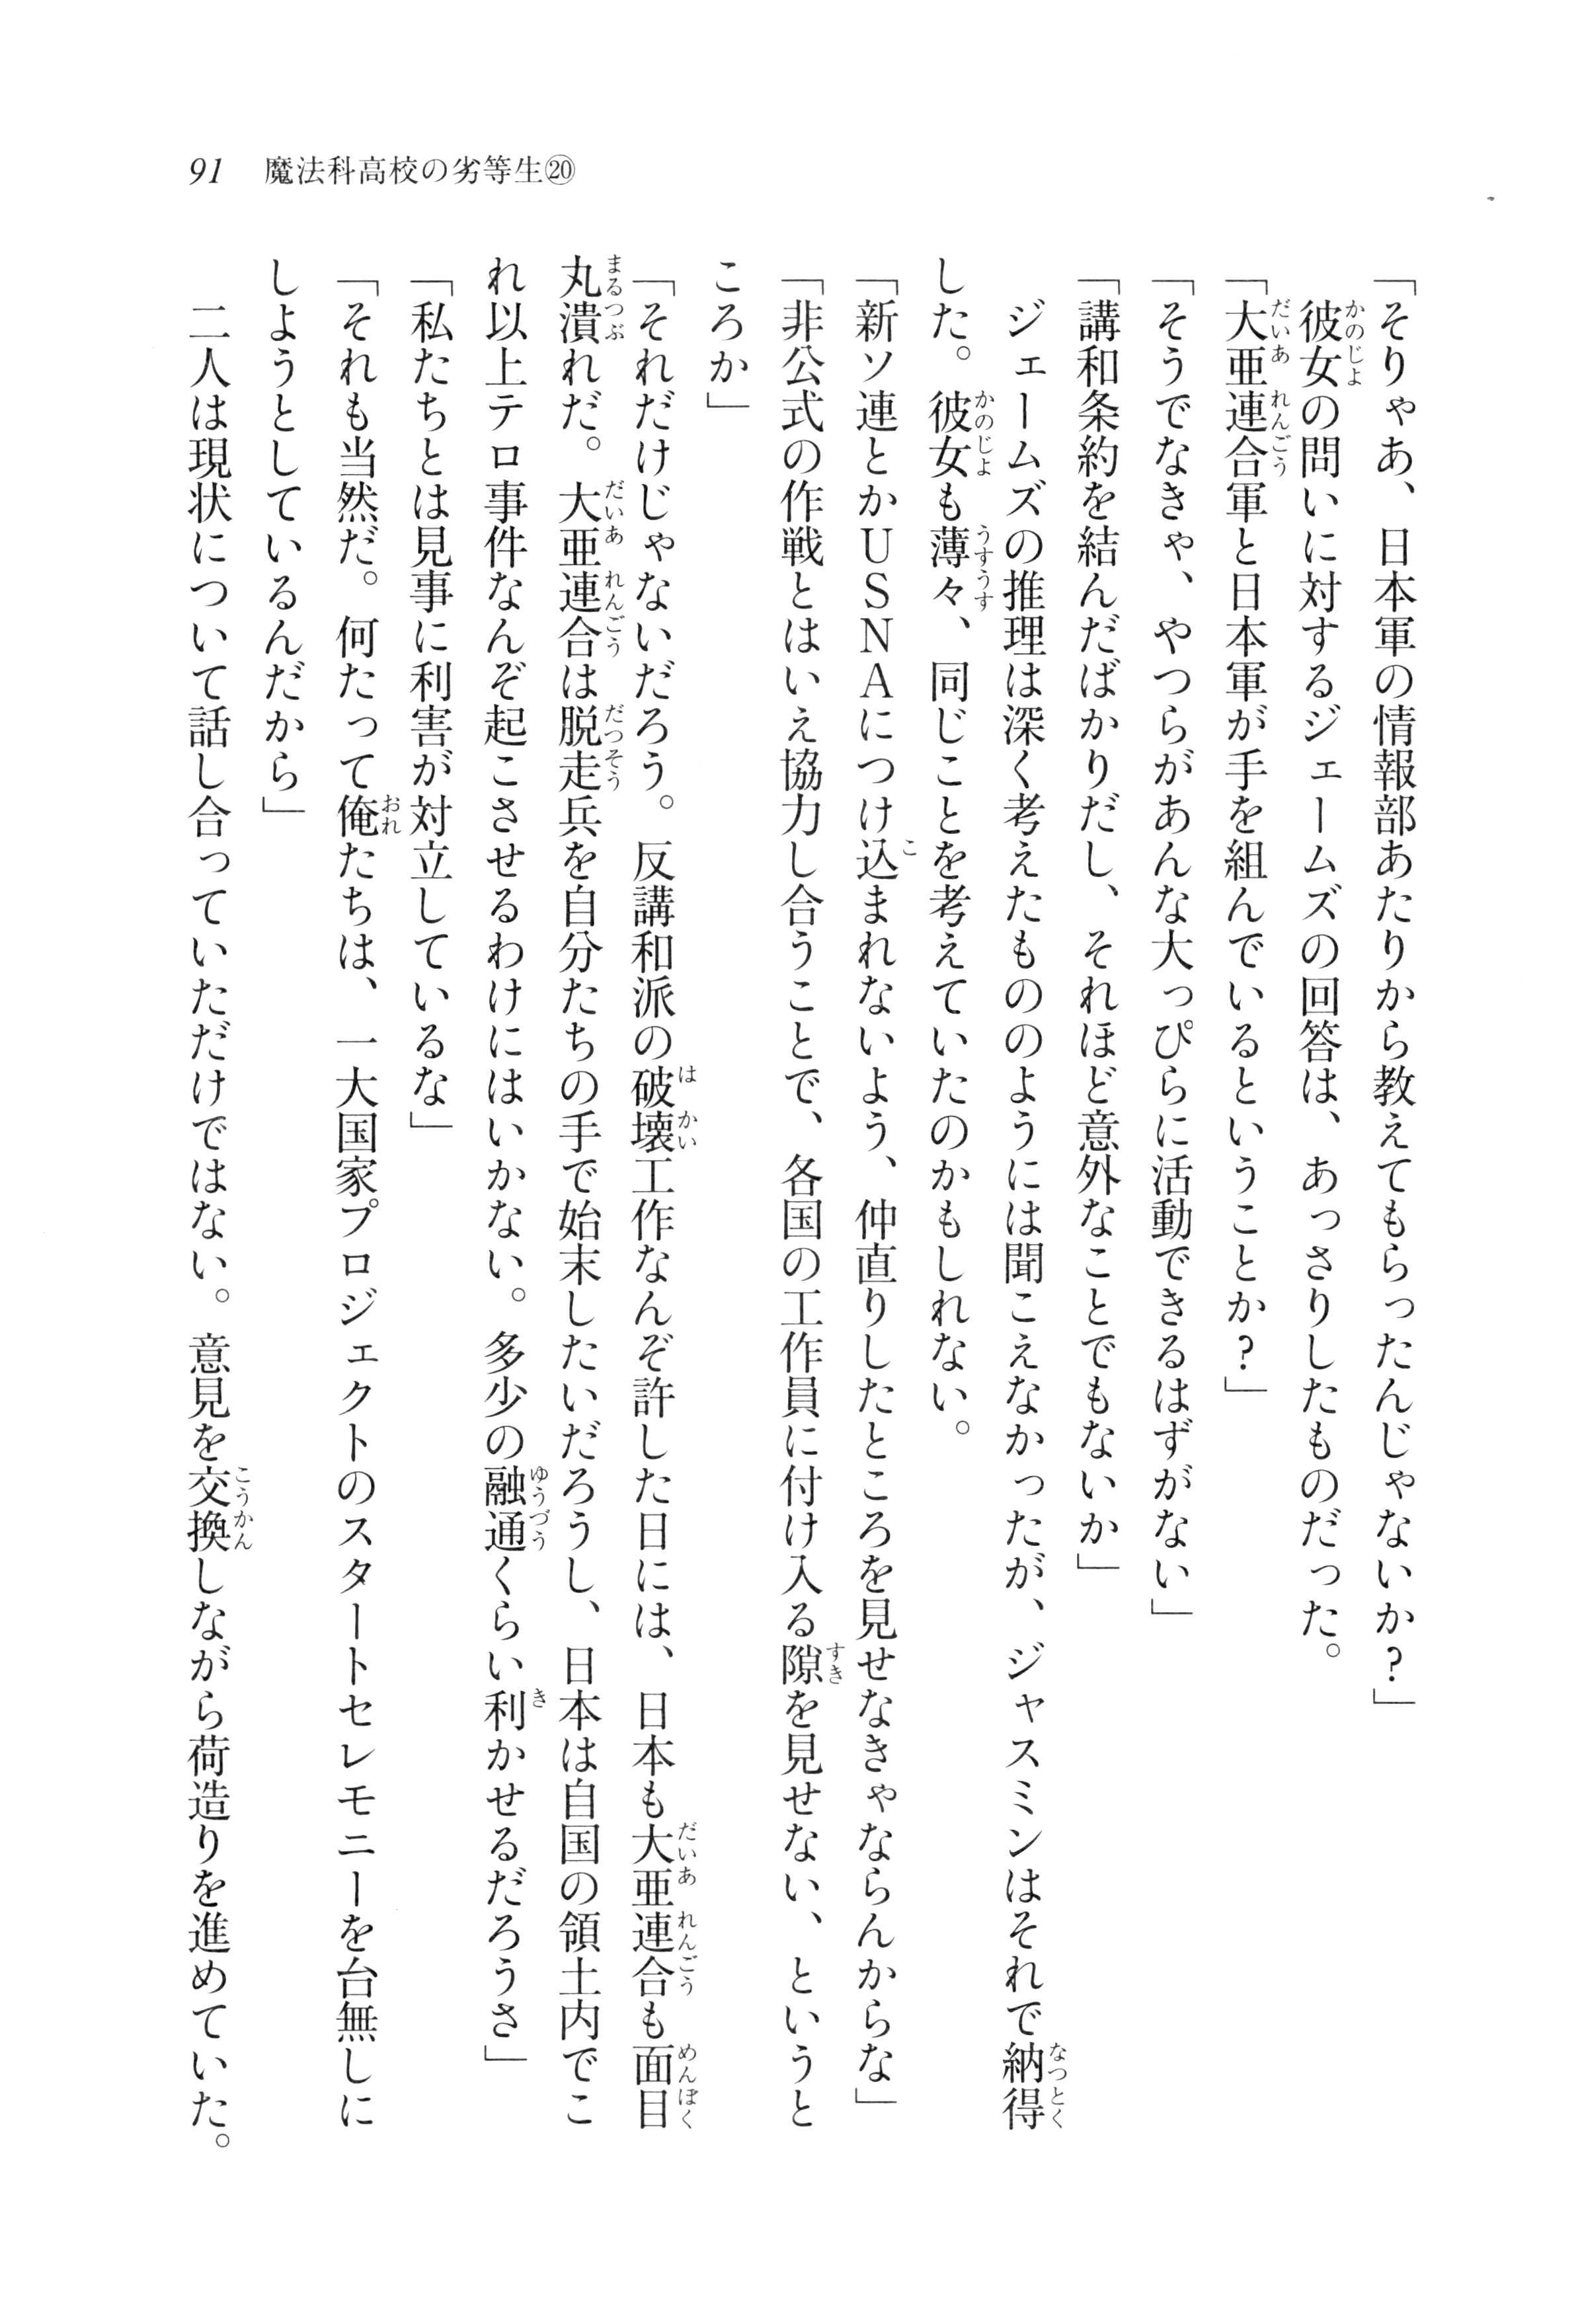 91 魔法科高校の劣等生⑳
「そりゃあ、日本軍の情報部あたりから教えてもらったんじゃないか？」
彼女の問いに対するジェームズの回答は、あっさりしたものだった。
「大亜連合軍と日本軍が手を組んでいるということか？」
「そうでなきゃ、やつらがあんな大っぴらに活動できるはずがない」
「講和条約を結んだばかりだし、それほど意外なことでもないか」
ジェームズの推理は深く考えたもののようには聞こえなかったが、ジャスミンはそれで納得
した。彼女も薄々、同じことを考えていたのかもしれない。
「新ソ連とかＵＳＮＡにつけ込まれないよう、仲直りしたところを見せなきゃならんからな」
「非公式の作戦とはいえ協力し合うことで、各国の工作員に付け入る隙を見せない、というと
ころか」
「それだけじゃないだろう。反講和派の破壊工作なんぞ許した日には、日本も大亜連合も面目
丸潰れだ。大亜連合は脱走兵を自分たちの手で始末したいだろうし、日本は自国の領土内でこ
れ以上テロ事件なんぞ起こさせるわけにはいかない。多少の融通くらい利かせるだろうさ」
「私たちとは見事に利害が対立しているな」
「それも当然だ。何たって俺たちは、一大国家プロジェクトのスタートセレモニーを台無しに
しようとしているんだから」
二人は現状について話し合っていただけではない。意見を交換しながら荷造りを進めていた。